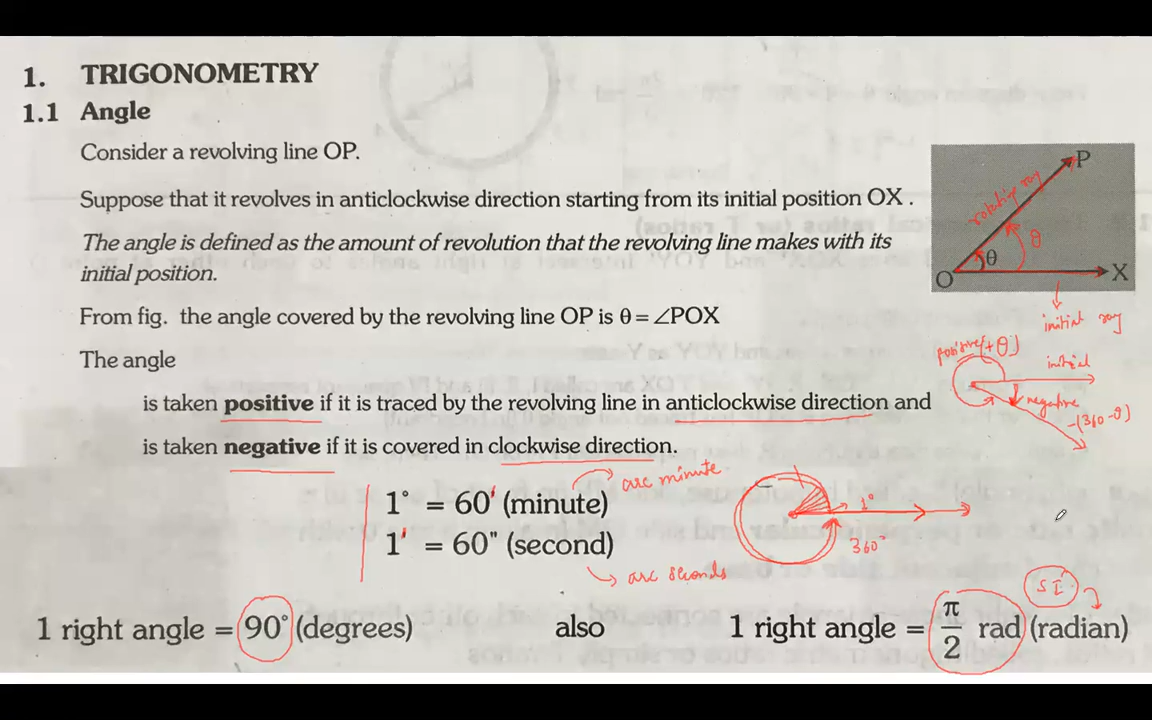 1. TRIGONOMETRY
1.1 Angle
Consider a revolving line OP.
Suppose that it revolves in anticlockwise direction starting from its initial position OX .
The angle is defined as the amount of revolution that the revolving line makes with its
initial position.
From fig. the angle covered by the revolving line OP is θ = ∠POX
The angle
is taken positive if it is traced by the revolving line in anticlockwise direction and
is taken negative if it is covered in clockwise direction.
P
rotating ray
θ
θ
O
X
initial ray
positive(+θ)
initial
negative
-(360-θ)
arc minute
1° = 60' (minute)
1' = 60" (second)
arc seconds
1°
360°
SI
1 right angle = 90° (degrees) also 1 right angle = π/2 rad (radian)